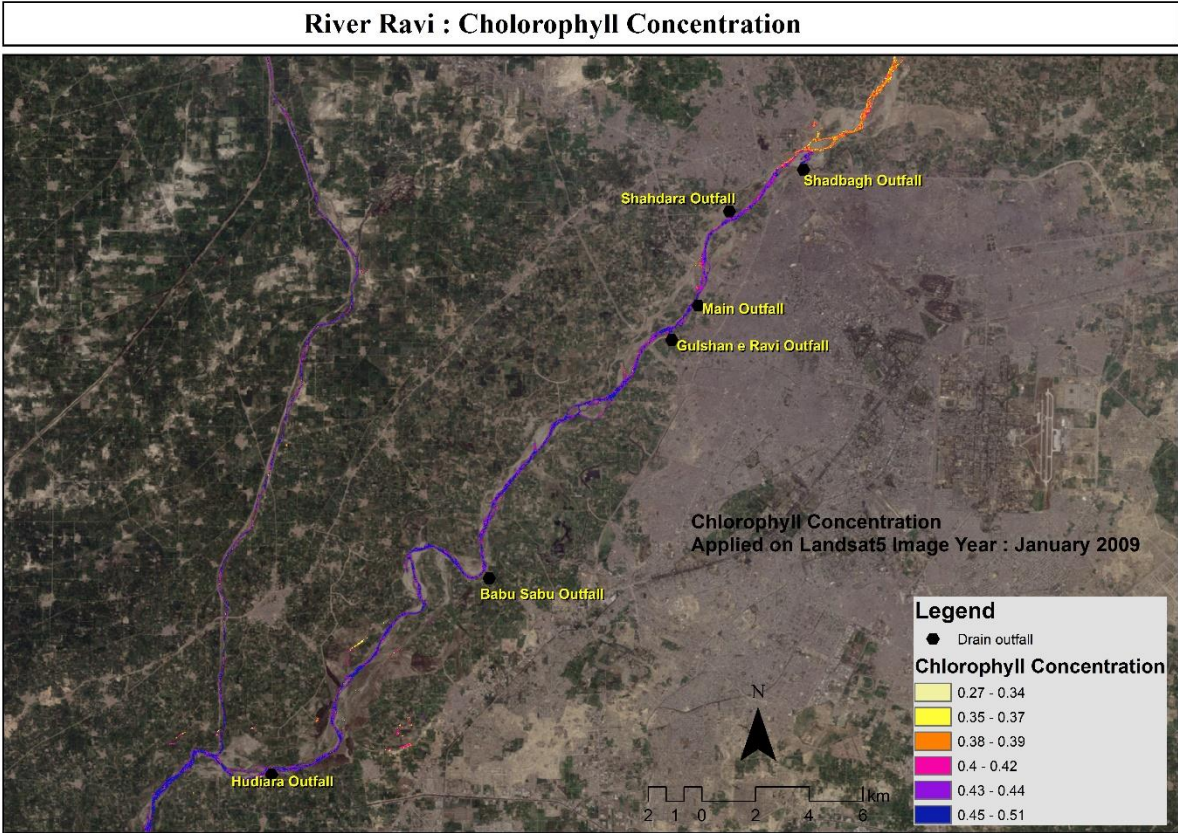 River Ravi : Cholorophyll Concentration
Shadbagh Outfall
Shahdara Outfall
Main Outfall
Gulshan e Ravi Outfall
Chlorophyll Concentration
Applied on Landsat5 Image Year : January 2009
Babu Sabu Outfall
Hudiara Outfall
Legend
Drain outfall
Chlorophyll Concentration
0.27 - 0.34
0.35 - 0.37
0.38 - 0.39
0.4 - 0.42
0.43 - 0.44
0.45 - 0.51
N
km
2 1 0 2 4 6